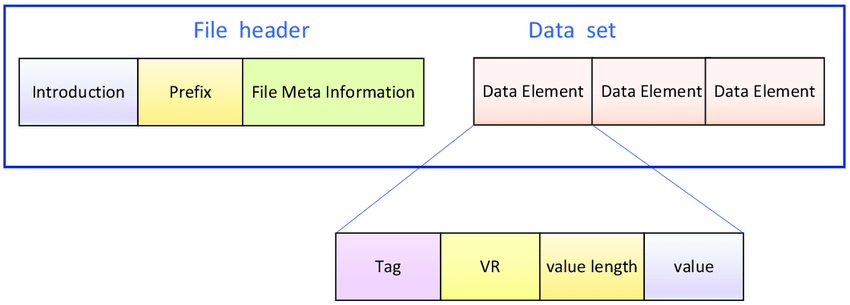 File header
Data set
Introduction
Prefix
File Meta Information
Data Element
Data Element
Data Element
Tag
VR
value length
value